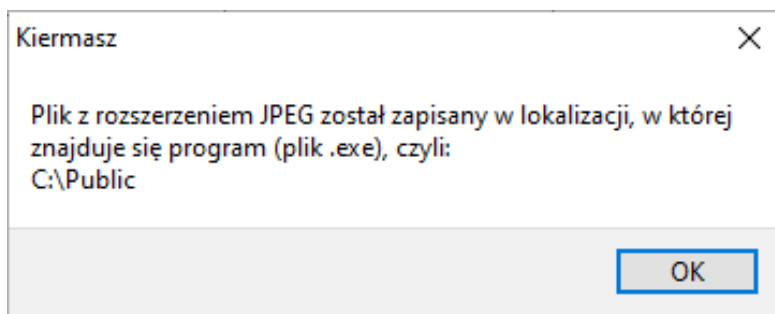 Kiermasz
Plik z rozszerzeniem JPEG został zapisany w lokalizacji, w której
znajduje się program (plik .exe), czyli:
C:\Public
OK